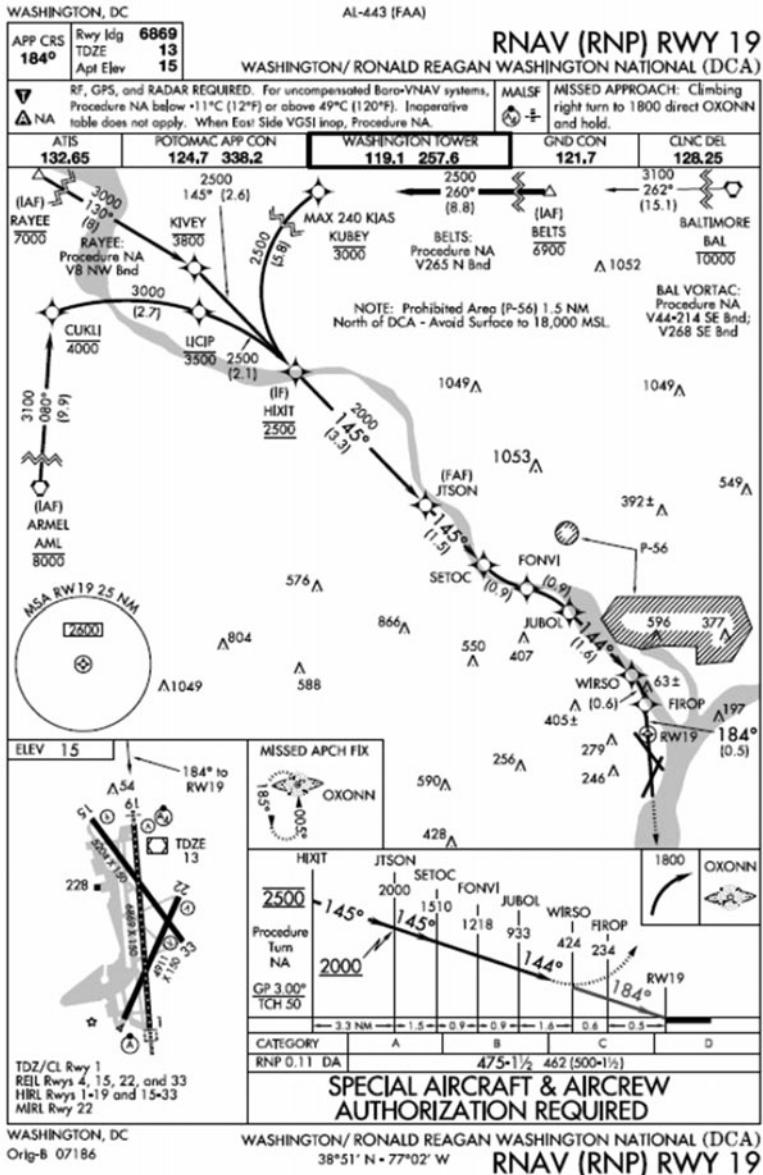 WASHINGTON, DC
AL-443 (FAA)
APP CRS
184°
Rwy ldg 6869
TDZE 13
Apt Elev 15
RNAV (RNP) RWY 19
WASHINGTON/ RONALD REAGAN WASHINGTON NATIONAL (DCA)
T
A NA
RF, GPS, and RADAR REQUIRED. For uncompensated Baro-VNAV systems,
Procedure NA below -11°C (12°F) or above 49°C (120°F). Inoperative
table does not apply. When East Side VGSI inop, Procedure NA.
MALSF
MISSED APPROACH: Climbing
right turn to 1800 direct OXONN
and hold.
ATIS
132.65
POTOMAC APP CON
124.7 338.2
WASHINGTON TOWER
119.1 257.6
GND CON
121.7
CLNC DEL
128.25
(IAF)
RAYEE
7000
3000
130°
(8)
RAYEE:
Procedure NA
V8 NW Bnd
KIVEY
3800
2500
145° (2.6)
2500
(5.8)
MAX 240 KIAS
KUBEY
3000
2500
260°
(8.8)
(IAF)
BELTS
6900
BELTS:
Procedure NA
V265 N Bnd
3100
262°
(15.1)
BALTIMORE
BAL
10000
1052
BAL VORTAC:
Procedure NA
V44-214 SE Bnd;
V268 SE Bnd
NOTE: Prohibited Area (P-56) 1.5 NM
North of DCA - Avoid Surface to 18,000 MSL.
3000
(2.7)
CUKLI
4000
LICIP
3500
2500
(2.1)
(IF)
HIXIT
2500
3100
080°
(9.9)
(IAF)
ARMEL
AML
8000
2000
145°
(3.3)
1049
1049
1053
549
392±
(FAF)
JTSON
145°
(1.5)
SETOC
(0.9)
FONVI
(0.9)
JUBOL
P-56
144°
(1.6)
596
377
WIRSO
63±
(0.6)
FIROP
RW19
184°
(0.5)
197
576
866
550
407
804
588
1049
405±
279
246
256
590
428
MSA RW19 25 NM
2600
ELEV 15
184° to
RW19
54
15
19
TDZE
13
5204 X 150
228
6869 X 150
22
33
4911
X 150
4
1
TDZ/CL Rwy 1
REIL Rwys 4, 15, 22, and 33
HIRL Rwys 1-19 and 15-33
MIRL Rwy 22
MISSED APCH FIX
OXONN
185°
005°
1800
OXONN
HIXIT
JTSON
SETOC
FONVI
JUBOL
WIRSO
FIROP
RW19
2500
2000
1510
1218
933
424
234
145°
145°
144°
184°
Procedure
Turn
NA
2000
GP 3.00°
TCH 50
3.3 NM
1.5
0.9
0.9
1.6
0.6
0.5
CATEGORY A B C D
RNP 0.11 DA 475-1½ 462 (500-1½)
SPECIAL AIRCRAFT & AIRCREW
AUTHORIZATION REQUIRED
WASHINGTON, DC
Orig-B 07186
WASHINGTON/ RONALD REAGAN WASHINGTON NATIONAL (DCA)
38°51' N - 77°02' W
RNAV (RNP) RWY 19